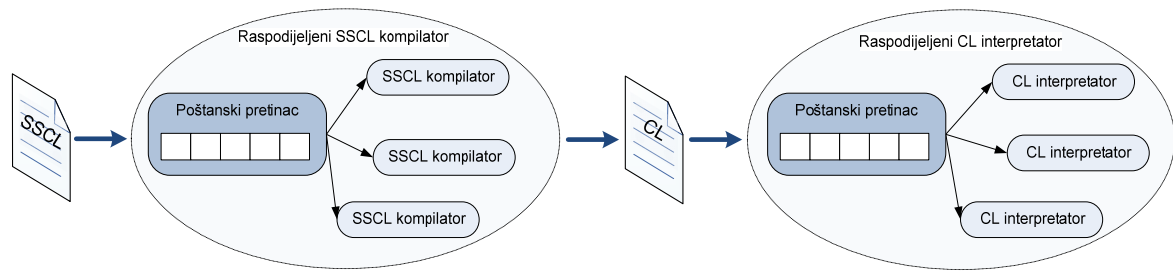 SSCL
Raspodijeljeni SSCL kompilator
Poštanski pretinac
SSCL kompilator
SSCL kompilator
SSCL kompilator
CL
Raspodijeljeni CL interpretator
Poštanski pretinac
CL interpretator
CL interpretator
CL interpretator